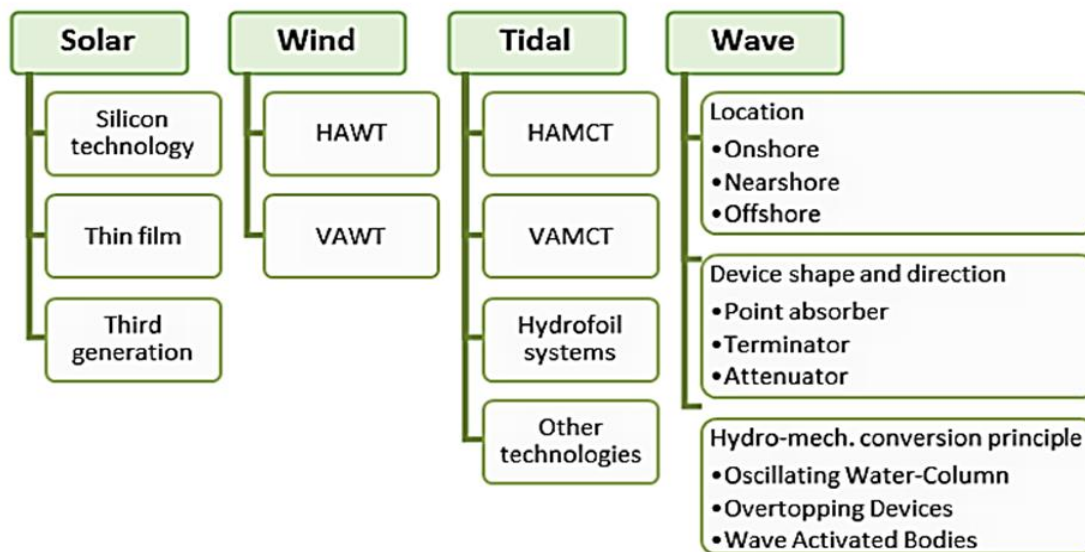 Solar
Silicon
technology
Thin film
Third
generation
Wind
HAWT
VAWT
Tidal
HAMCT
VAMCT
Hydrofoil
systems
Other
technologies
Wave
Location
•Onshore
•Nearshore
•Offshore
Device shape and direction
•Point absorber
•Terminator
•Attenuator
Hydro-mech. conversion principle
•Oscillating Water-Column
•Overtopping Devices
•Wave Activated Bodies